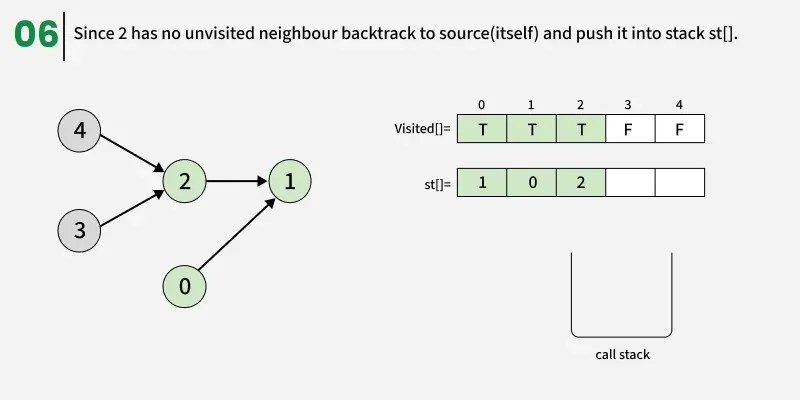 06 Since 2 has no unvisited neighbour backtrack to source(itself) and push it into stack st[].
0 1 2 3 4
Visited[]= T T T F F
st[]= 1 0 2
4
2
1
3
0
call stack